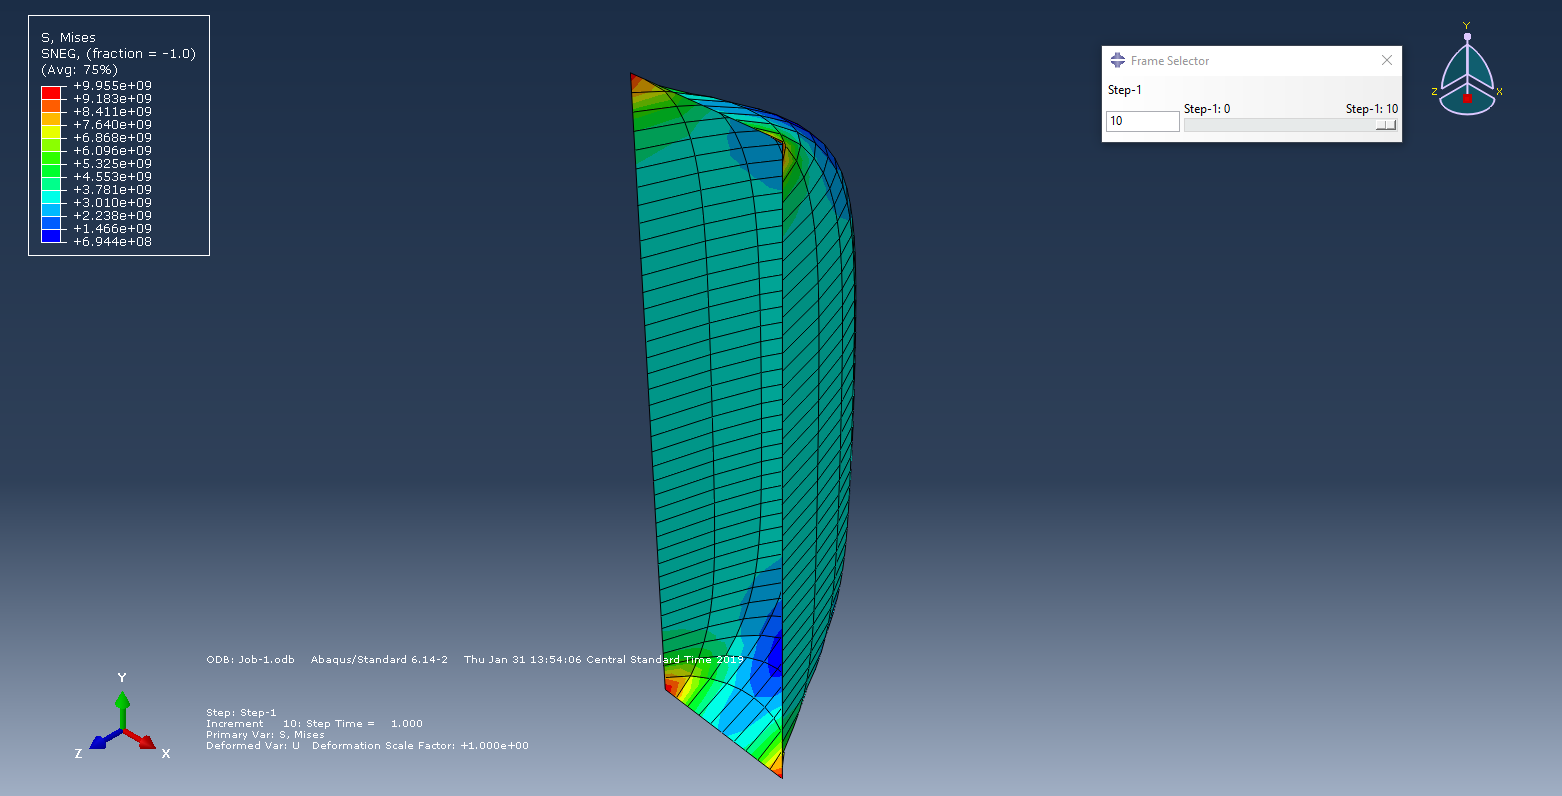 S, Mises
SNEG, (fraction = -1.0)
(Avg: 75%)
+9.955e+09
+9.183e+09
+8.411e+09
+7.640e+09
+6.868e+09
+6.096e+09
+5.325e+09
+4.553e+09
+3.781e+09
+3.010e+09
+2.238e+09
+1.466e+09
+6.944e+08
Frame Selector
Step-1
Step-1: 0 Step-1: 10
10
Y
Z X
ODB: Job-1.odb Abaqus/Standard 6.14-2 Thu Jan 31 13:54:06 Central Standard Time 2019
Y
Z X
Step: Step-1
Increment 10: Step Time = 1.000
Primary Var: S, Mises
Deformed Var: U Deformation Scale Factor: +1.000e+00